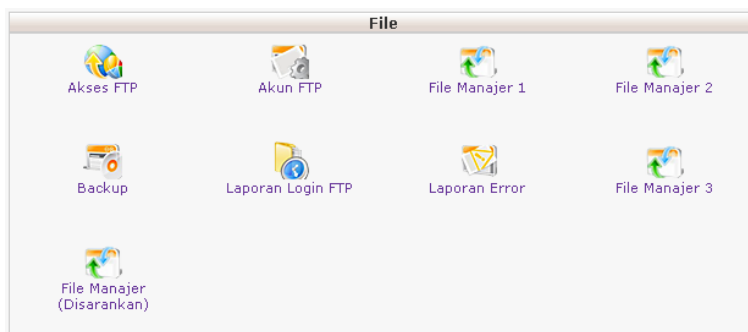 File
Akses FTP
Akun FTP
File Manajer 1
File Manajer 2
Backup
Laporan Login FTP
Laporan Error
File Manajer 3
File Manajer
(Disarankan)